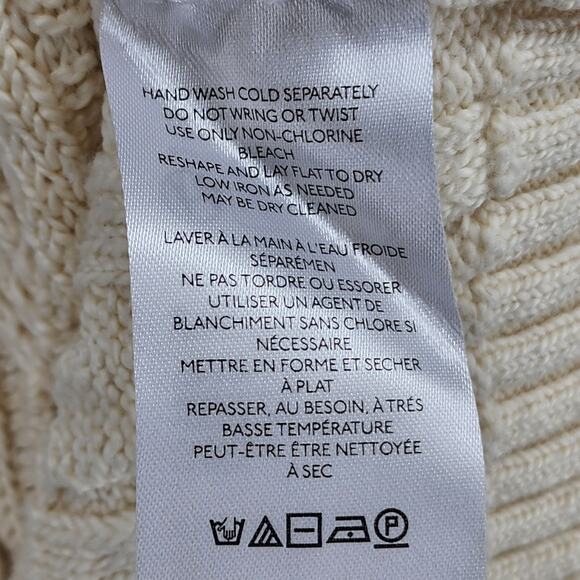 HAND WASH COLD SEPARATELY
DO NOT WRING OR TWIST
USE ONLY NON-CHLORINE
BLEACH
RESHAPE AND LAY FLAT TO DRY
LOW IRON AS NEEDED
MAY BE DRY CLEANED
LAVER À LA MAIN À L'EAU FROIDE
SÉPARÉMEN
NE PAS TORDRE OU ESSORER
UTILISER UN AGENT DE
BLANCHIMENT SANS CHLORE SI
NÉCESSAIRE
METTRE EN FORME ET SECHER
À PLAT
REPASSER, AU BESOIN, À TRÉS
BASSE TEMPÉRATURE
PEUT-ÊTRE ÊTRE NETTOYÉE
À SEC
P